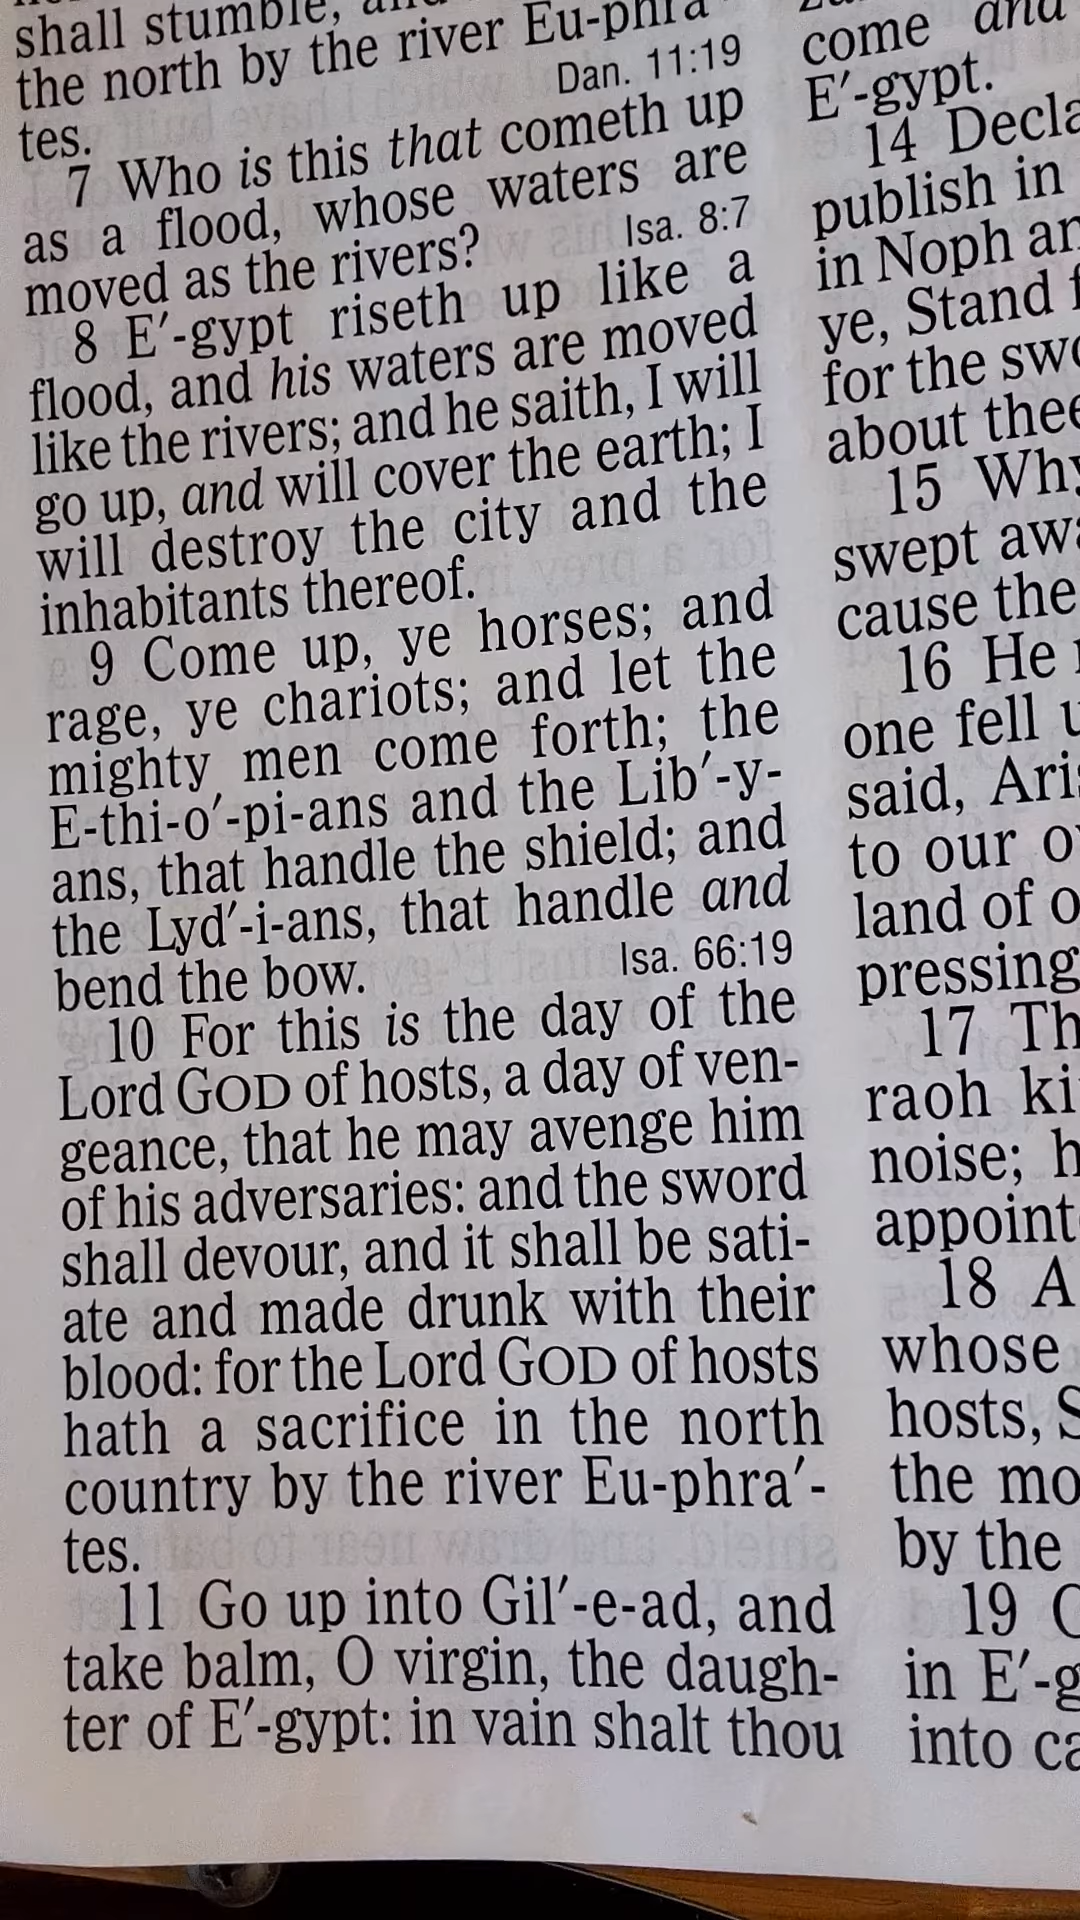 shall stumble,
the north by the river Eu-phra
Dan. 11:19
tes.
7 Who is this that cometh up
as a flood, whose waters are
moved as the rivers? Isa. 8:7
8 E′-gypt riseth up like a
flood, and his waters are moved
like the rivers; and he saith, I will
go up, and will cover the earth; I
will destroy the city and the
inhabitants thereof.
9 Come up, ye horses; and
rage, ye chariots; and let the
mighty men come forth; the
E-thi-o′-pi-ans and the Lib′-y-
ans, that handle the shield; and
the Lyd′-i-ans, that handle and
bend the bow. Isa. 66:19
10 For this is the day of the
Lord GOD of hosts, a day of ven-
geance, that he may avenge him
of his adversaries: and the sword
shall devour, and it shall be sati-
ate and made drunk with their
blood: for the Lord GOD of hosts
hath a sacrifice in the north
country by the river Eu-phra′-
tes.
11 Go up into Gil′-e-ad, and
take balm, O virgin, the daugh-
ter of E′-gypt: in vain shalt thou
come and
E′-gypt.
14 Decla
publish in
in Noph an
ye, Stand f
for the swo
about thee
15 Why
swept awa
cause the
16 He
one fell u
said, Aris
to our o
land of o
pressing
17 Th
raoh ki
noise; h
appoint
18 A
whose
hosts, S
the mo
by the
19 O
in E′-g
into ca